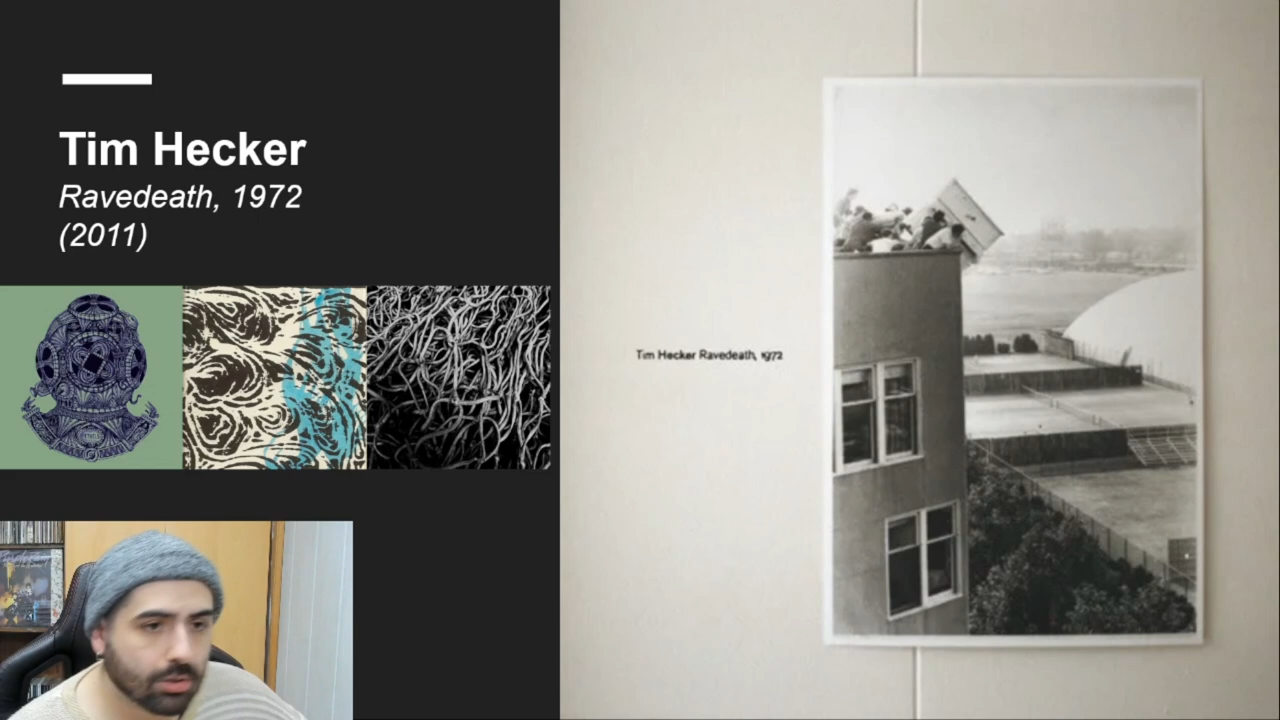 Tim Hecker
Ravedeath, 1972
(2011)
Tim Hecker Ravedeath, 1972